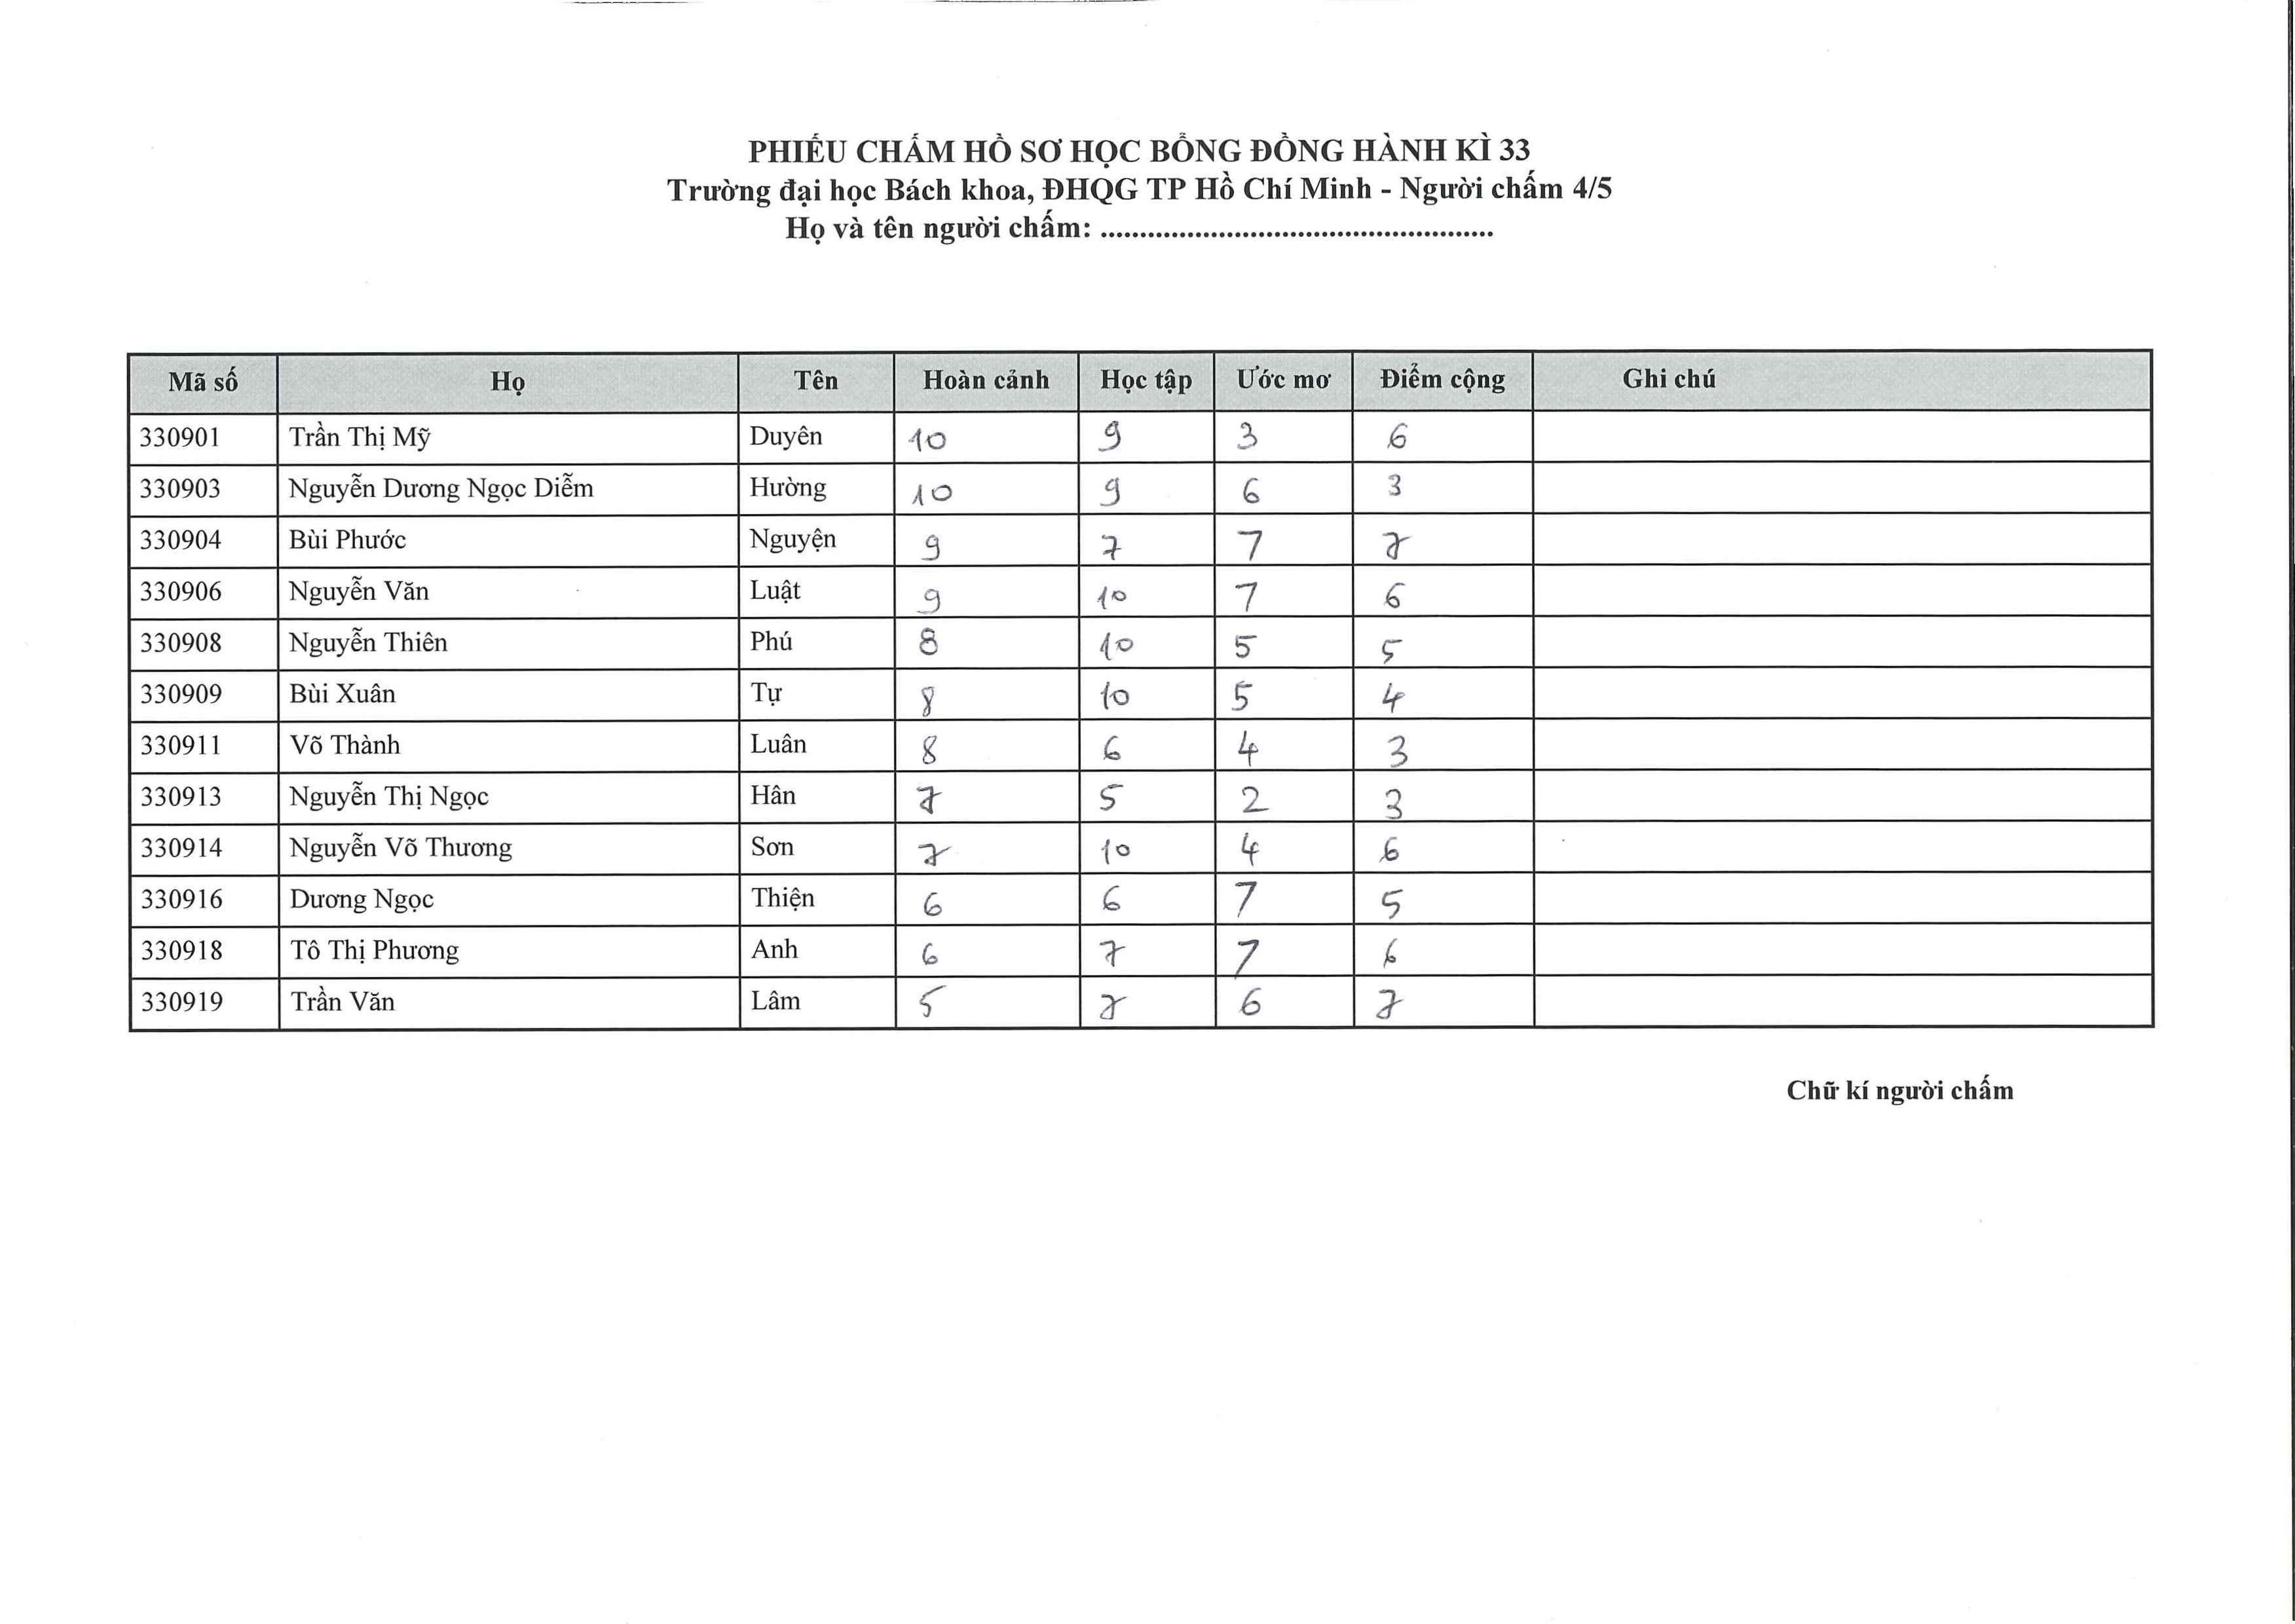 PHIẾU CHẤM HỒ SƠ HỌC BỔNG ĐỒNG HÀNH KÌ 33
Trường đại học Bách khoa, ĐHQG TP Hồ Chí Minh - Người chấm 4/5
Họ và tên người chấm: ..................................................
Mã số Họ Tên Hoàn cảnh Học tập Ước mơ Điểm cộng Ghi chú
330901 Trần Thị Mỹ Duyên 10 9 3 6
330903 Nguyễn Dương Ngọc Diễm Hường 10 9 6 3
330904 Bùi Phước Nguyện 9 7 7 7
330906 Nguyễn Văn Luật 9 10 7 6
330908 Nguyễn Thiên Phú 8 10 5 5
330909 Bùi Xuân Tự 8 10 5 4
330911 Võ Thành Luân 8 6 4 3
330913 Nguyễn Thị Ngọc Hân 7 5 2 3
330914 Nguyễn Võ Thương Sơn 7 10 4 6
330916 Dương Ngọc Thiện 6 6 7 5
330918 Tô Thị Phương Anh 6 7 7 6
330919 Trần Văn Lâm 5 7 6 7
Chữ kí người chấm